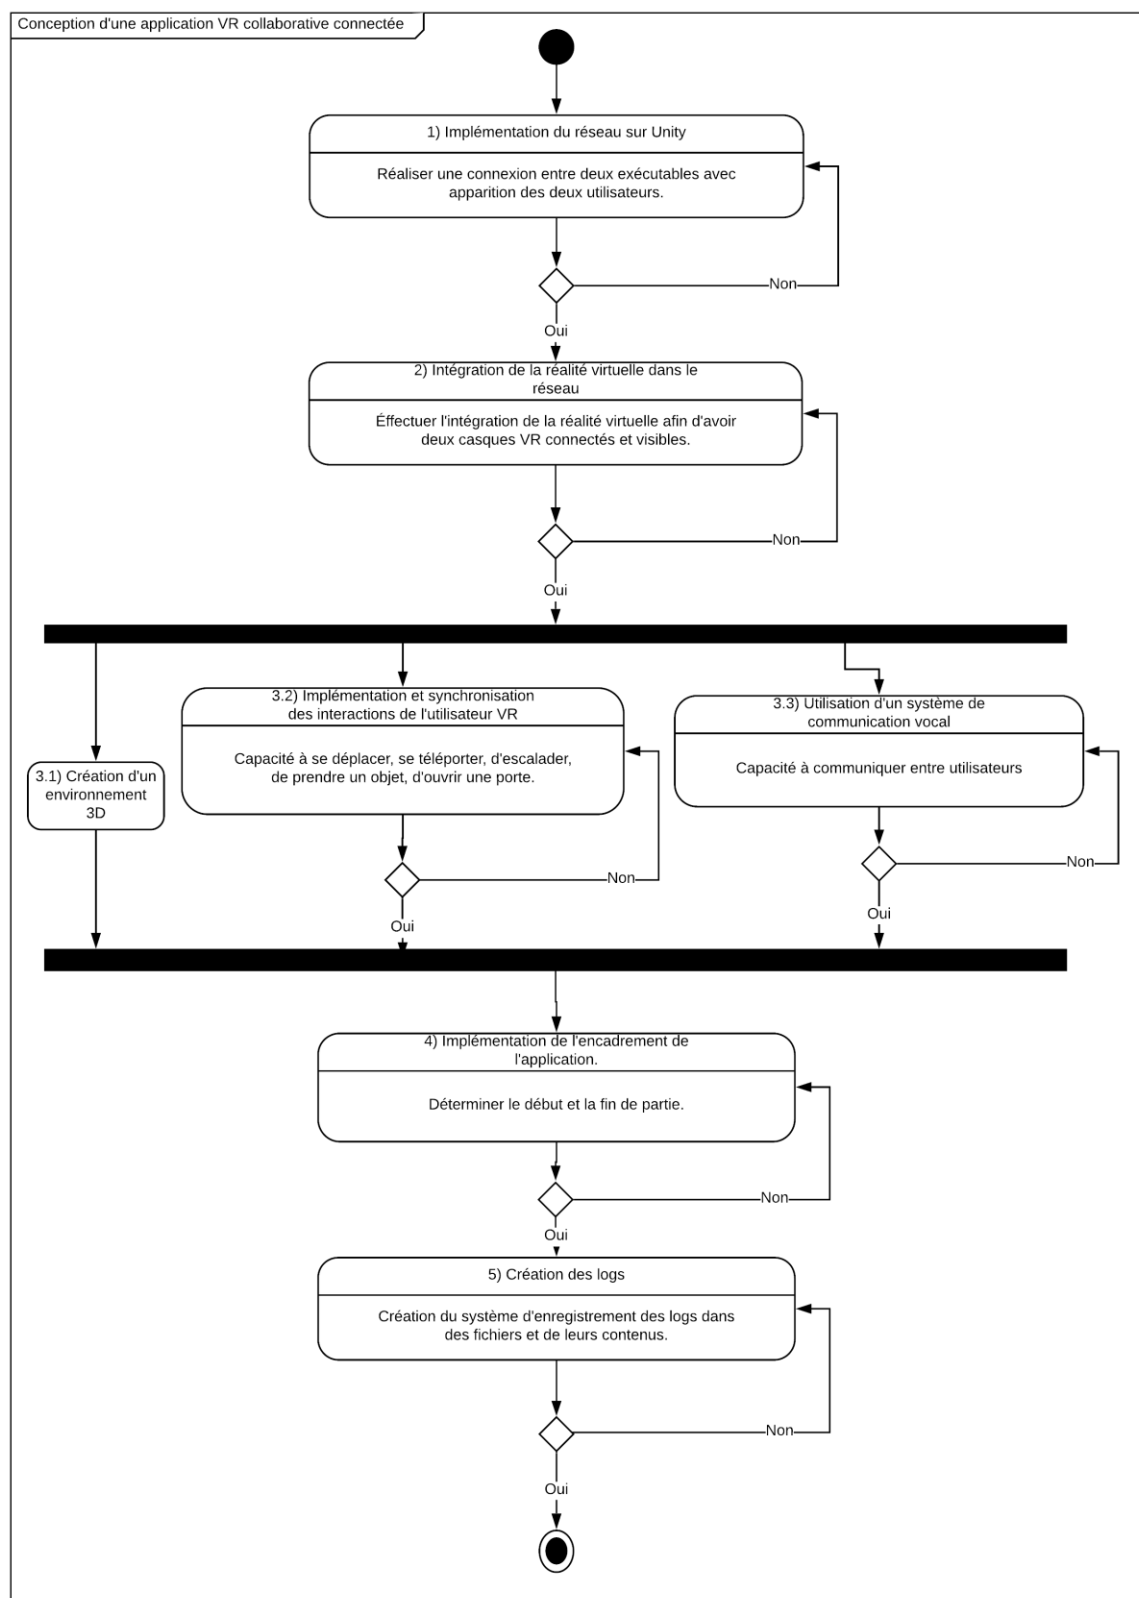 Conception d'une application VR collaborative connectée
1) Implémentation du réseau sur Unity
Réaliser une connexion entre deux exécutables avec
apparition des deux utilisateurs.
Non
Oui
2) Intégration de la réalité virtuelle dans le
réseau
Éffectuer l'intégration de la réalité virtuelle afin d'avoir
deux casques VR connectés et visibles.
Non
Oui
3.1) Création d'un
environnement
3D
3.2) Implémentation et synchronisation
des interactions de l'utilisateur VR
Capacité à se déplacer, se téléporter, d'escalader,
de prendre un objet, d'ouvrir une porte.
Non
Oui
3.3) Utilisation d'un système de
communication vocal
Capacité à communiquer entre utilisateurs
Non
Oui
4) Implémentation de l'encadrement de
l'application.
Déterminer le début et la fin de partie.
Non
Oui
5) Création des logs
Création du système d'enregistrement des logs dans
des fichiers et de leurs contenus.
Non
Oui